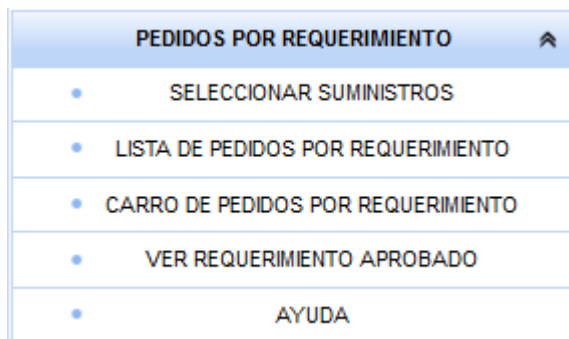 PEDIDOS POR REQUERIMIENTO
SELECCIONAR SUMINISTROS
LISTA DE PEDIDOS POR REQUERIMIENTO
CARRO DE PEDIDOS POR REQUERIMIENTO
VER REQUERIMIENTO APROBADO
AYUDA